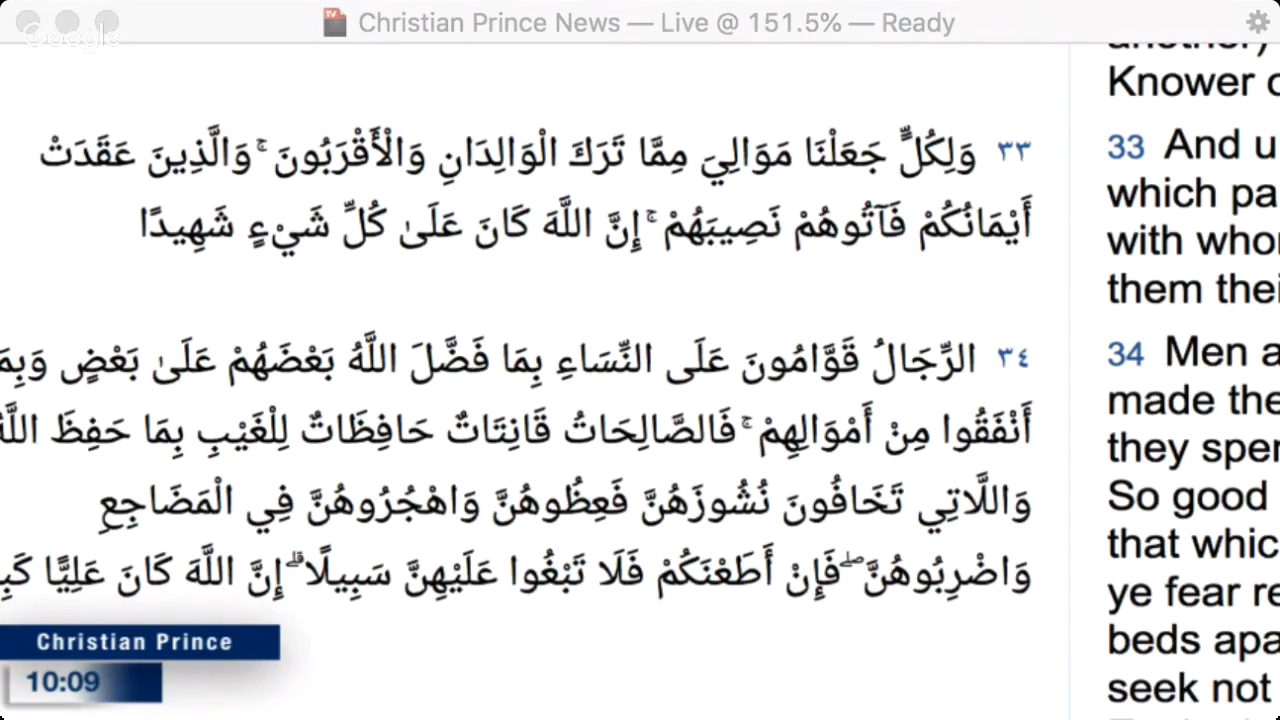 Christian Prince News — Live @ 151.5% — Ready
Google
٣٣ وَلِكُلٍّ جَعَلْنَا مَوَالِيَ مِمَّا تَرَكَ الْوَالِدَانِ وَالْأَقْرَبُونَ ۚ وَالَّذِينَ عَقَدَتْ
أَيْمَانُكُمْ فَآتُوهُمْ نَصِيبَهُمْ ۚ إِنَّ اللَّهَ كَانَ عَلَىٰ كُلِّ شَيْءٍ شَهِيدًا
٣٤ الرِّجَالُ قَوَّامُونَ عَلَى النِّسَاءِ بِمَا فَضَّلَ اللَّهُ بَعْضَهُمْ عَلَىٰ بَعْضٍ
أَنْفَقُوا مِنْ أَمْوَالِهِمْ ۚ فَالصَّالِحَاتُ قَانِتَاتٌ حَافِظَاتٌ لِلْغَيْبِ بِمَا حَفِظَ اللَّهُ
وَاللَّاتِي تَخَافُونَ نُشُوزَهُنَّ فَعِظُوهُنَّ وَاهْجُرُوهُنَّ فِي الْمَضَاجِعِ
وَاضْرِبُوهُنَّ ۖ فَإِنْ أَطَعْنَكُمْ فَلَا تَبْغُوا عَلَيْهِنَّ سَبِيلًا ۗ إِنَّ اللَّهَ كَانَ عَلِيًّا
Knower
33 And u
which pa
with who
them thei
34 Men a
made the
they spe
So good
that whic
ye fear re
beds apa
seek not
Christian Prince
10:09